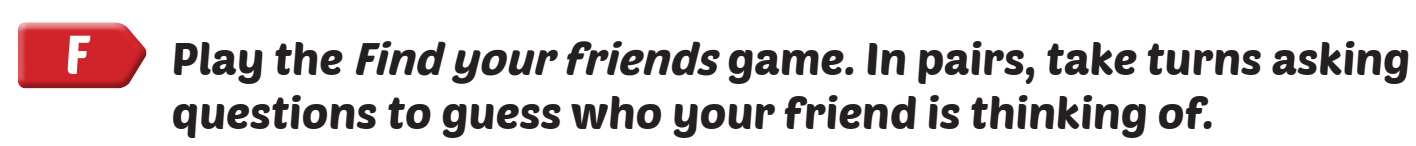 F Play the Find your friends game. In pairs, take turns asking
questions to guess who your friend is thinking of.